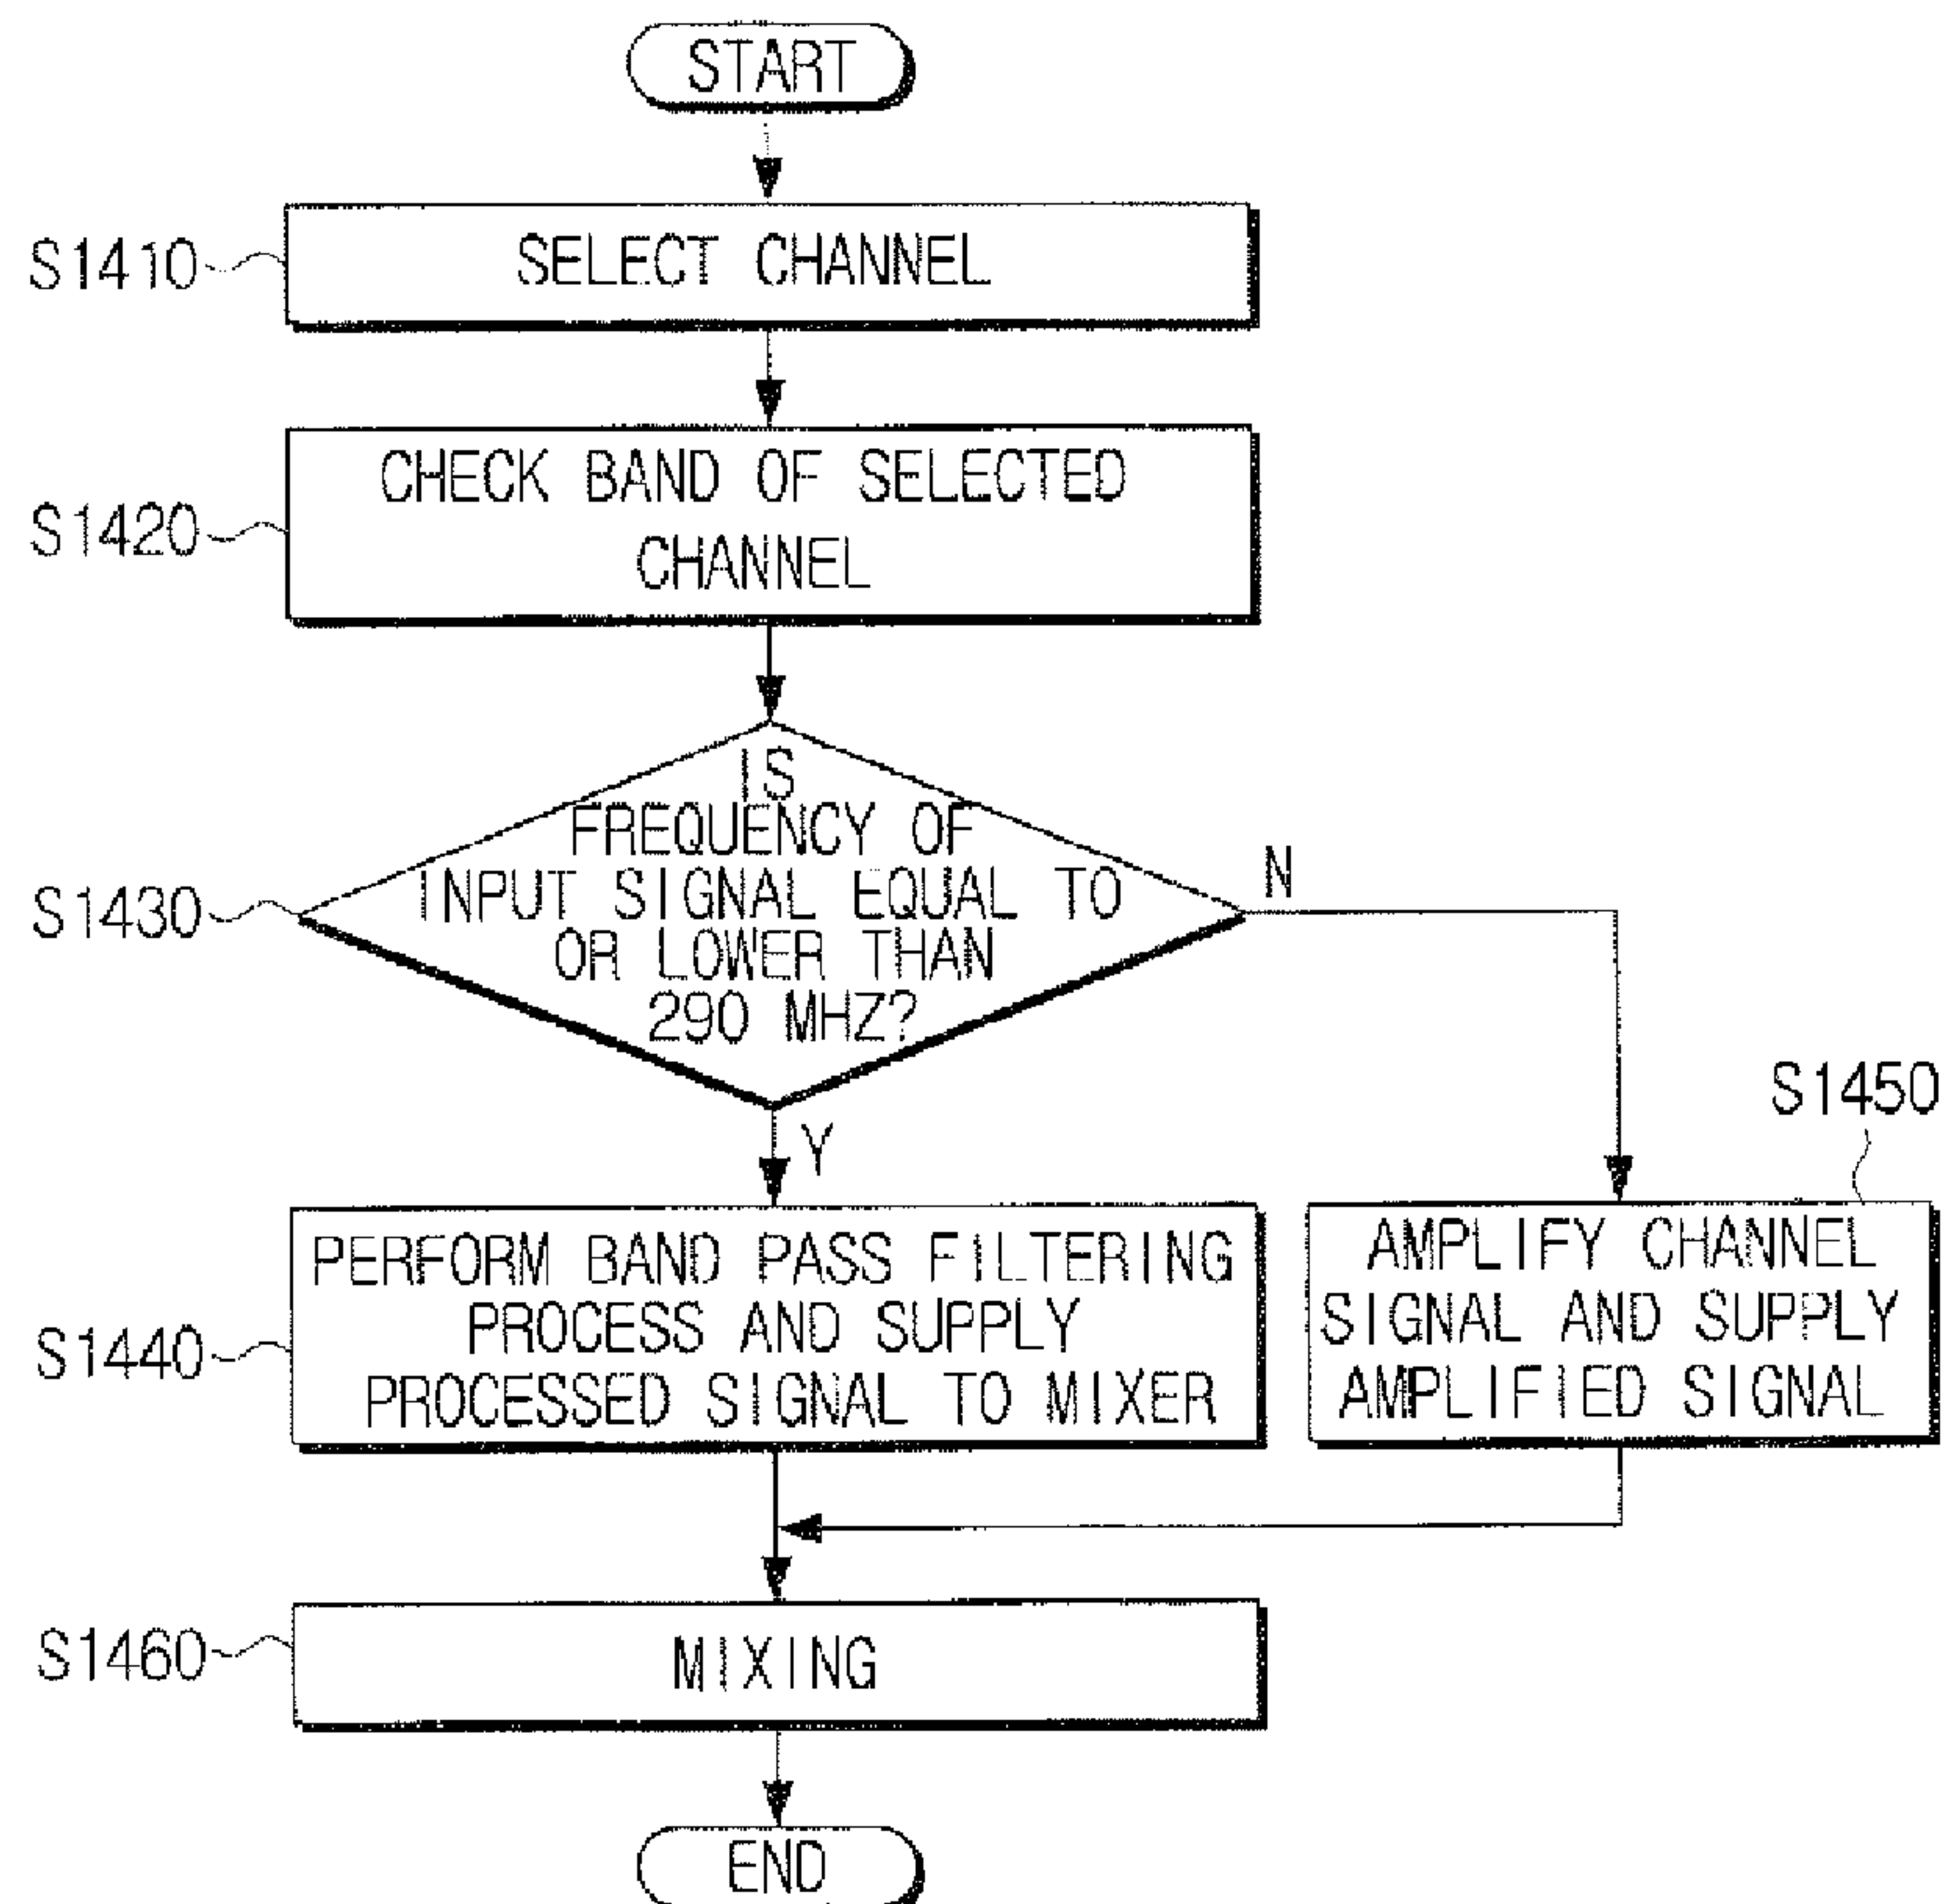 START
S1410
SELECT CHANNEL
S1420
CHECK BAND OF SELECTED
CHANNEL
S1430
IS
FREQUENCY OF
INPUT SIGNAL EQUAL TO
OR LOWER THAN
290 MHZ?
N
Y
S1440
PERFORM BAND PASS FILTERING
PROCESS AND SUPPLY
PROCESSED SIGNAL TO MIXER
S1450
AMPLIFY CHANNEL
SIGNAL AND SUPPLY
AMPLIFIED SIGNAL
S1460
MIXING
END